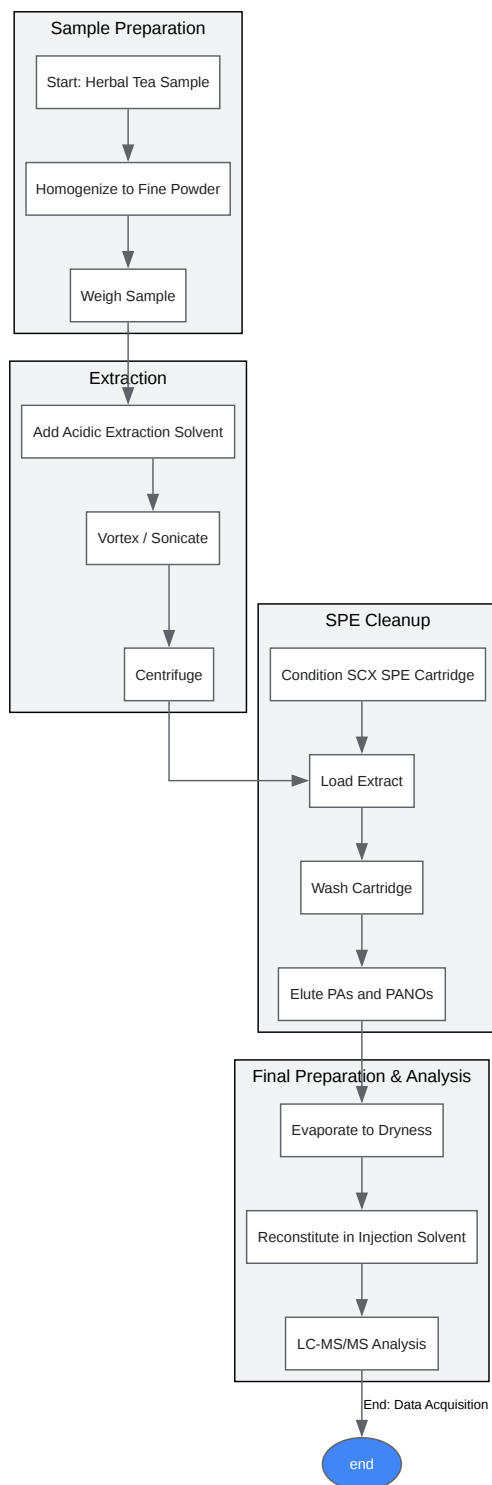 Sample Preparation
Start: Herbal Tea Sample
Homogenize to Fine Powder
Weigh Sample
Extraction
Add Acidic Extraction Solvent
Vortex / Sonicate
Centrifuge
SPE Cleanup
Condition SCX SPE Cartridge
Load Extract
Wash Cartridge
Elute PAs and PANOs
Final Preparation & Analysis
Evaporate to Dryness
Reconstitute in Injection Solvent
LC-MS/MS Analysis
End: Data Acquisition
end